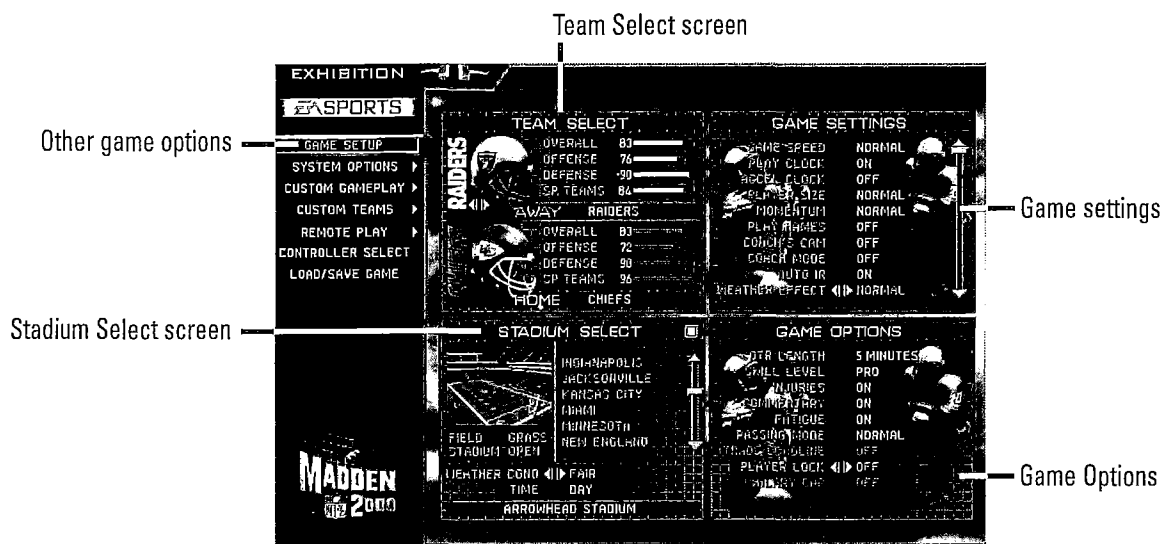 Team Select screen
EXHIBITION
EA SPORTS
Other game options
GAME SETUP
SYSTEM OPTIONS
CUSTOM GAMEPLAY
CUSTOM TEAMS
REMOTE PLAY
CONTROLLER SELECT
LOAD/SAVE GAME
TEAM SELECT
RAIDERS
OVERALL 83
OFFENSE 76
DEFENSE 90
SP. TEAMS 84
AWAY RAIDERS
OVERALL 83
OFFENSE 72
DEFENSE 90
SP TEAMS 96
HOME CHIEFS
GAME SETTINGS
GAME SPEED NORMAL
PLAY CLOCK ON
ACCEL CLOCK OFF
PLAYER SIZE NORMAL
MOMENTUM NORMAL
PLAY NAMES OFF
COACH'S CAM OFF
COACH MODE OFF
AUTO IR ON
WEATHER EFFECT NORMAL
Game settings
Stadium Select screen
STADIUM SELECT
INDIANAPOLIS
JACKSONVILLE
KANSAS CITY
MIAMI
MINNESOTA
NEW ENGLAND
FIELD GRASS
STADIUM OPEN
WEATHER COND FAIR
TIME DAY
ARROWHEAD STADIUM
GAME OPTIONS
QTR LENGTH 5 MINUTES
SKILL LEVEL PRO
INJURIES ON
COMMENTARY ON
FATIGUE ON
PASSING MODE NORMAL
TRADE DEADLINE OFF
PLAYER LOCK OFF
SALARY CAP OFF
Game Options
MADDEN
NFL 2000